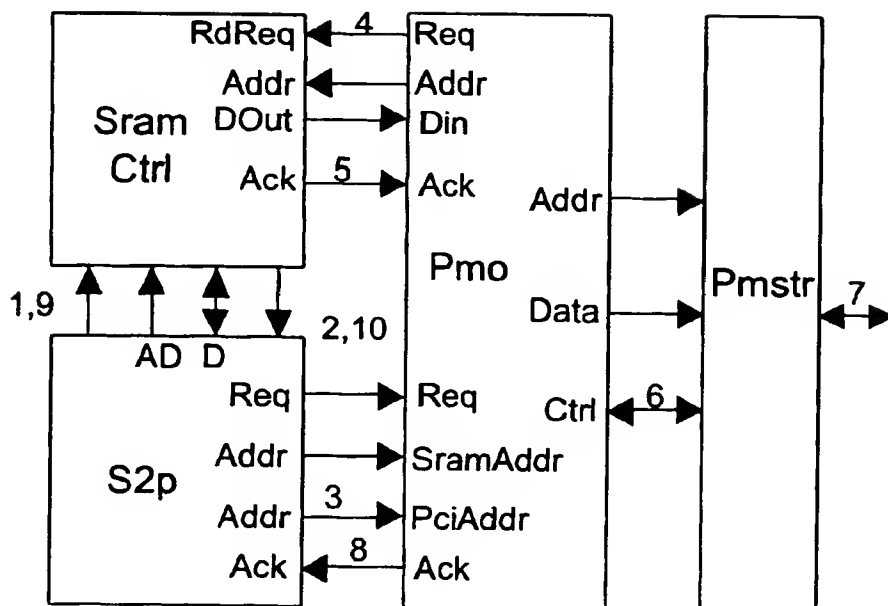 RdReq 4 Req
Addr Addr
Sram DOut Din
Ctrl
Ack 5 Ack
Addr
Pmo Pmstr
1,9 2,10 Data 7
AD D
Req Req Ctrl 6
S2p Addr SramAddr
Addr 3 PciAddr
Ack 8 Ack